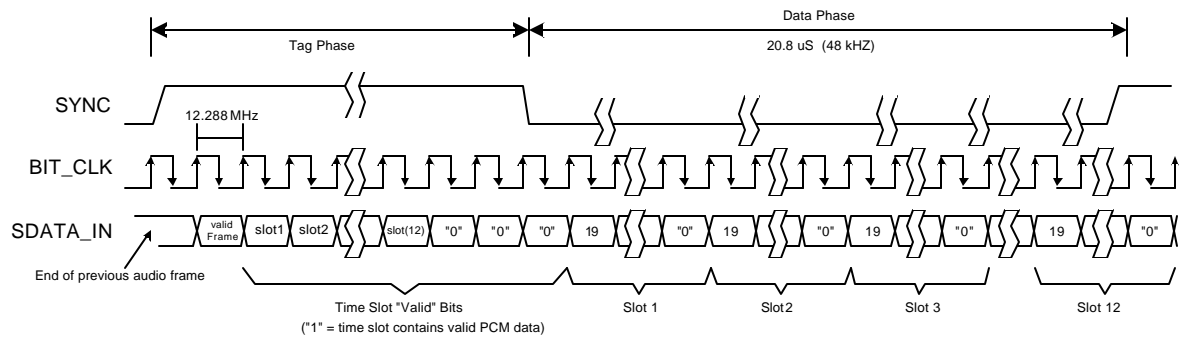 Data Phase
Tag Phase
20.8 uS (48 kHZ)
SYNC
12.288 MHz
BIT_CLK
SDATA_IN
valid
Frame
slot1
slot2
slot(12)
"0"
"0"
"0"
19
"0"
19
"0"
19
"0"
19
"0"
End of previous audio frame
Time Slot "Valid" Bits
("1" = time slot contains valid PCM data)
Slot 1
Slot2
Slot 3
Slot 12